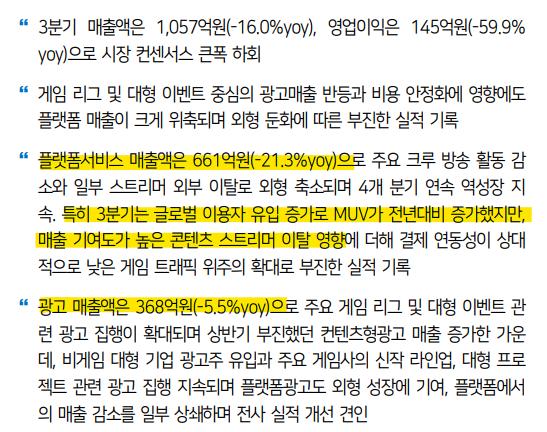 “ 3분기 매출액은 1,057억원(-16.0%yoy), 영업이익은 145억원(-59.9%
yoy)으로 시장 컨센서스 큰폭 하회
“ 게임 리그 및 대형 이벤트 중심의 광고매출 반등과 비용 안정화에 영향에도
플랫폼 매출이 크게 위축되며 외형 둔화에 따른 부진한 실적 기록
“ 플랫폼서비스 매출액은 661억원(-21.3%yoy)으로 주요 크루 방송 활동 감
소와 일부 스트리머 외부 이탈로 외형 축소되며 4개 분기 연속 역성장 지
속. 특히 3분기는 글로벌 이용자 유입 증가로 MUV가 전년대비 증가했지만,
매출 기여도가 높은 콘텐츠 스트리머 이탈 영향에 더해 결제 연동성이 상대
적으로 낮은 게임 트래픽 위주의 확대로 부진한 실적 기록
“ 광고 매출액은 368억원(-5.5%yoy)으로 주요 게임 리그 및 대형 이벤트 관
련 광고 집행이 확대되며 상반기 부진했던 컨텐츠형광고 매출 증가한 가운
데, 비게임 대형 기업 광고주 유입과 주요 게임사의 신작 라인업, 대형 프로
젝트 관련 광고 집행 지속되며 플랫폼광고도 외형 성장에 기여, 플랫폼에서
의 매출 감소를 일부 상쇄하며 전사 실적 개선 견인